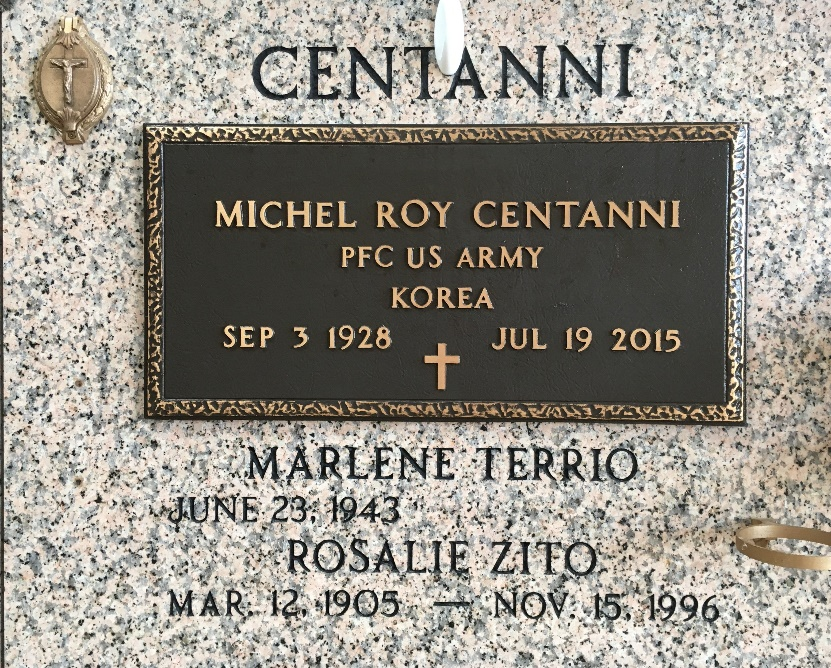 CENTANNI
MICHEL ROY CENTANNI
PFC US ARMY
KOREA
SEP 3 1928 JUL 19 2015
MARLENE TERRIO
JUNE 23, 1943
ROSALIE ZITO
MAR. 12, 1905 — NOV. 15, 1996